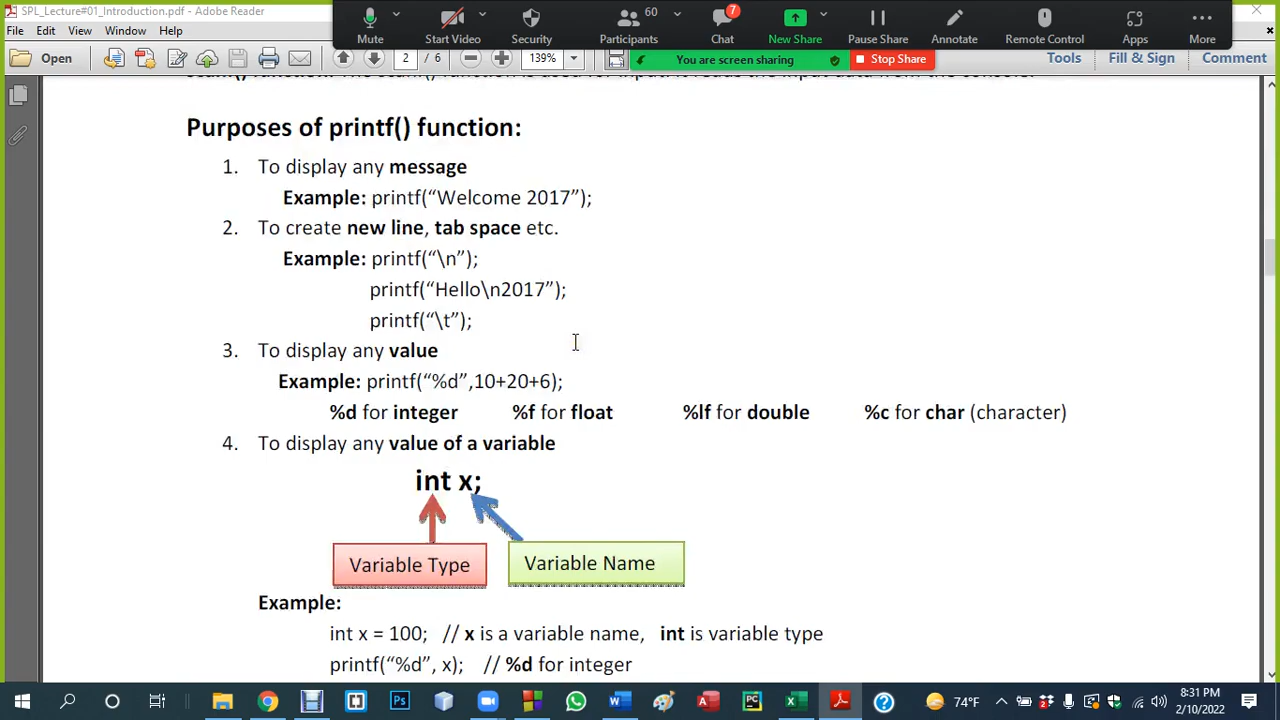 SPL_Lecture#01_Introduction.pdf - Adobe Reader
File Edit View Window Help
Mute Start Video Security Participants 60 Chat 7 New Share Pause Share Annotate Remote Control Apps More
Open 2 / 6 139% You are screen sharing Stop Share Tools Fill & Sign Comment
Purposes of printf() function:
1. To display any message
Example: printf(“Welcome 2017”);
2. To create new line, tab space etc.
Example: printf(“\n”);
printf(“Hello\n2017”);
printf(“\t”);
3. To display any value
Example: printf(“%d”,10+20+6);
%d for integer %f for float %lf for double %c for char (character)
4. To display any value of a variable
int x;
Variable Type Variable Name
Example:
int x = 100; // x is a variable name, int is variable type
printf(“%d”, x); // %d for integer
74°F 8:31 PM
2/10/2022